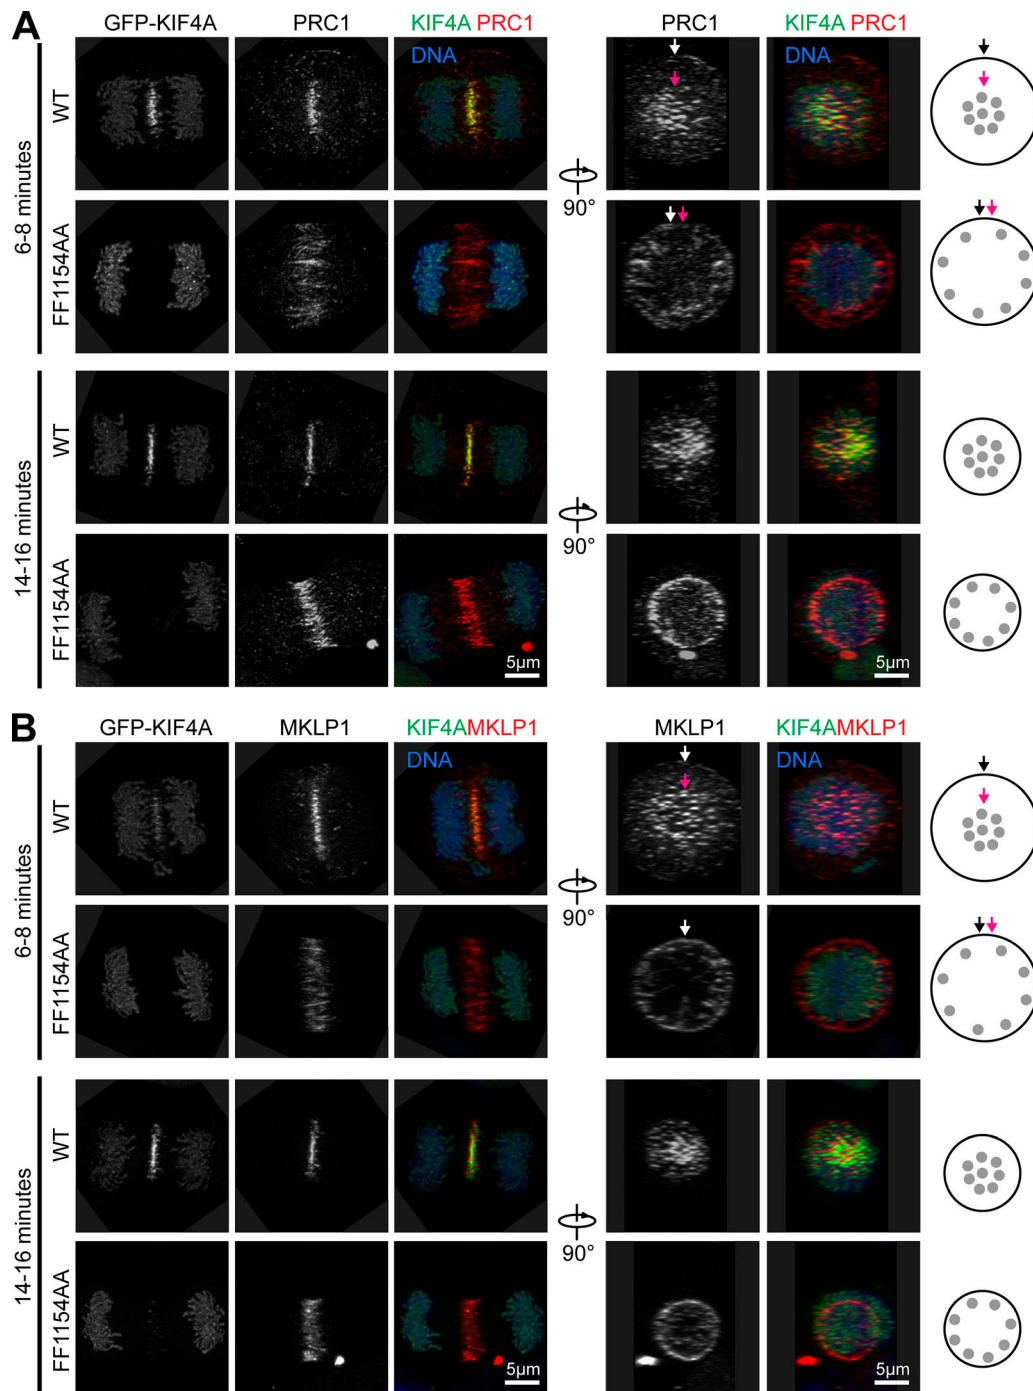 A
GFP-KIF4A PRC1 KIF4A PRC1 PRC1 KIF4A PRC1
DNA DNA
6-8 minutes
WT
90°
FF1154AA
14-16 minutes
WT
90°
FF1154AA
5µm 5µm
B
GFP-KIF4A MKLP1 KIF4AMKLP1 MKLP1 KIF4AMKLP1
DNA DNA
6-8 minutes
WT
90°
FF1154AA
14-16 minutes
WT
90°
FF1154AA
5µm 5µm